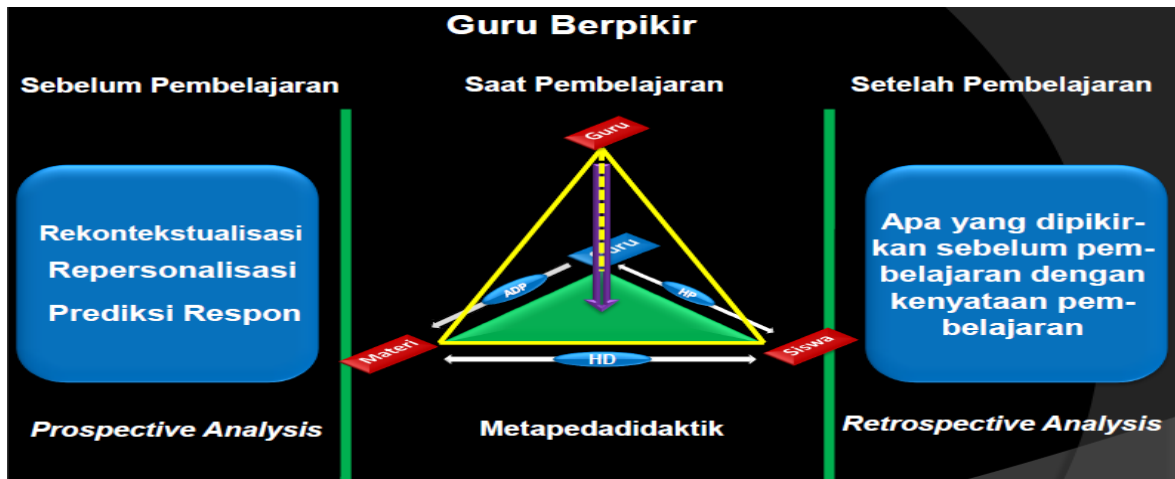 Guru Berpikir
Sebelum Pembelajaran
Saat Pembelajaran
Setelah Pembelajaran
Rekontekstualisasi
Repersonalisasi
Prediksi Respon
Guru
Guru
ADP
HP
Materi
HD
Siswa
Apa yang dipikir-
kan sebelum pem-
belajaran dengan
kenyataan pem-
belajaran
Prospective Analysis
Metapedadidaktik
Retrospective Analysis